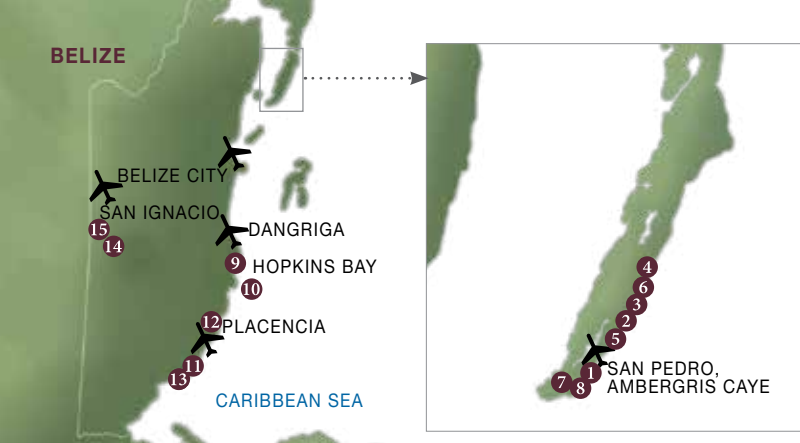 BELIZE
BELIZE CITY
SAN IGNACIO
15
14
DANGRIGA
9
HOPKINS BAY
10
12
PLACENCIA
11
13
CARIBBEAN SEA
4
6
3
2
5
1
SAN PEDRO,
AMBERGRIS CAYE
7
8